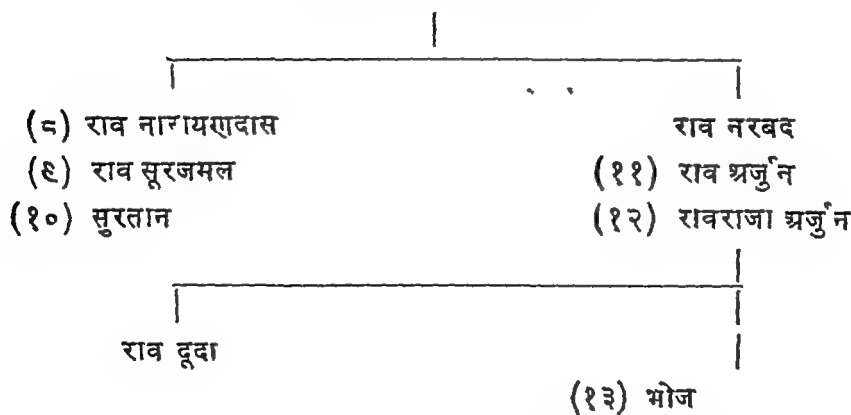 (८) राव नारायणदास
राव नरबद
(९) राव सूरजमल
(११) राव अर्जुन
(१०) सुरतान
(१२) रावराजा अर्जुन
राव दूदा
(१३) भोज